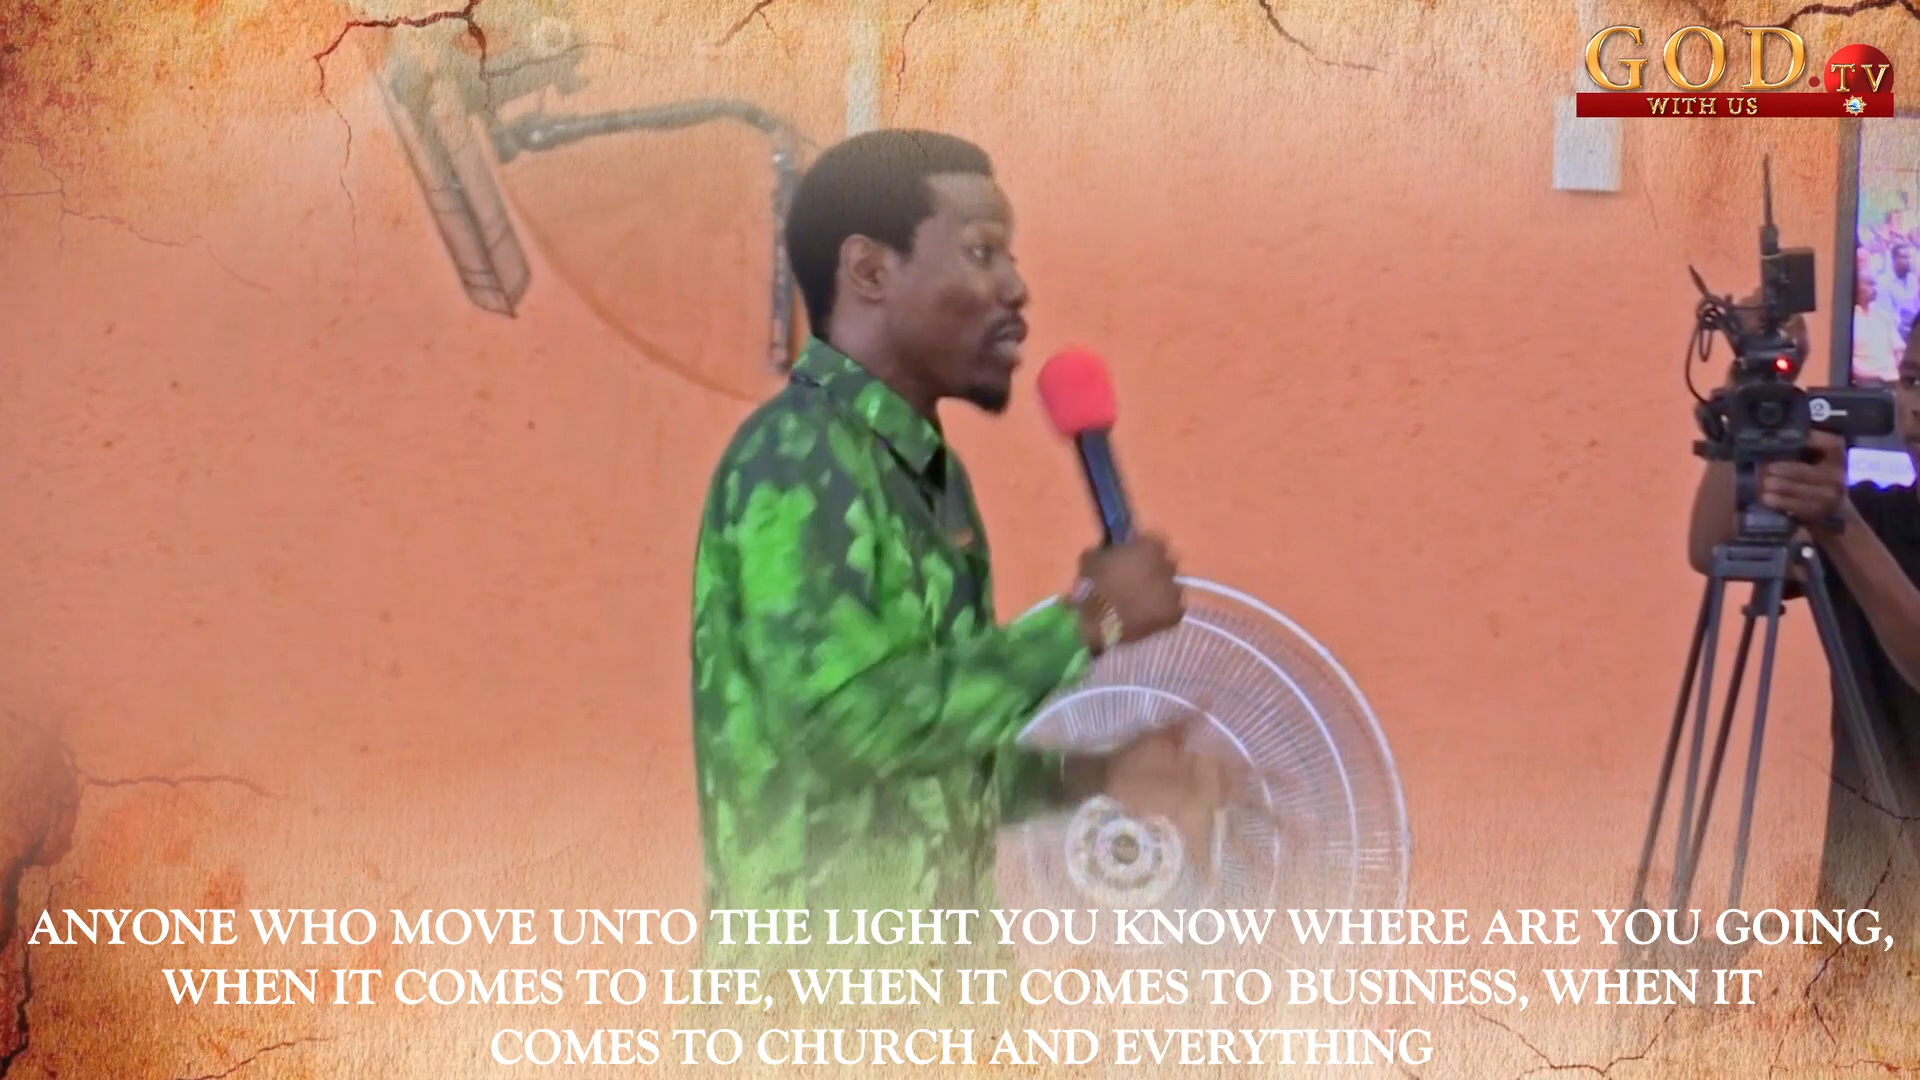 GOD.TV
WITH US
ANYONE WHO MOVE UNTO THE LIGHT YOU KNOW WHERE ARE YOU GOING,
WHEN IT COMES TO LIFE, WHEN IT COMES TO BUSINESS, WHEN IT
COMES TO CHURCH AND EVERYTHING